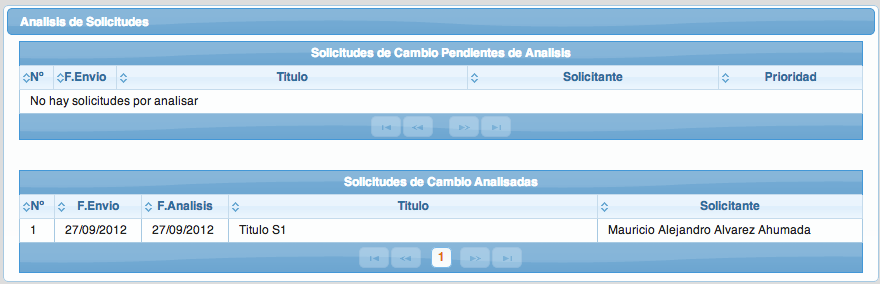 Analisis de Solicitudes
Solicitudes de Cambio Pendientes de Analisis
Nº F.Envio Titulo Solicitante Prioridad
No hay solicitudes por analisar
Solicitudes de Cambio Analisadas
Nº F.Envio F.Analisis Titulo Solicitante
1 27/09/2012 27/09/2012 Titulo S1 Mauricio Alejandro Alvarez Ahumada
1